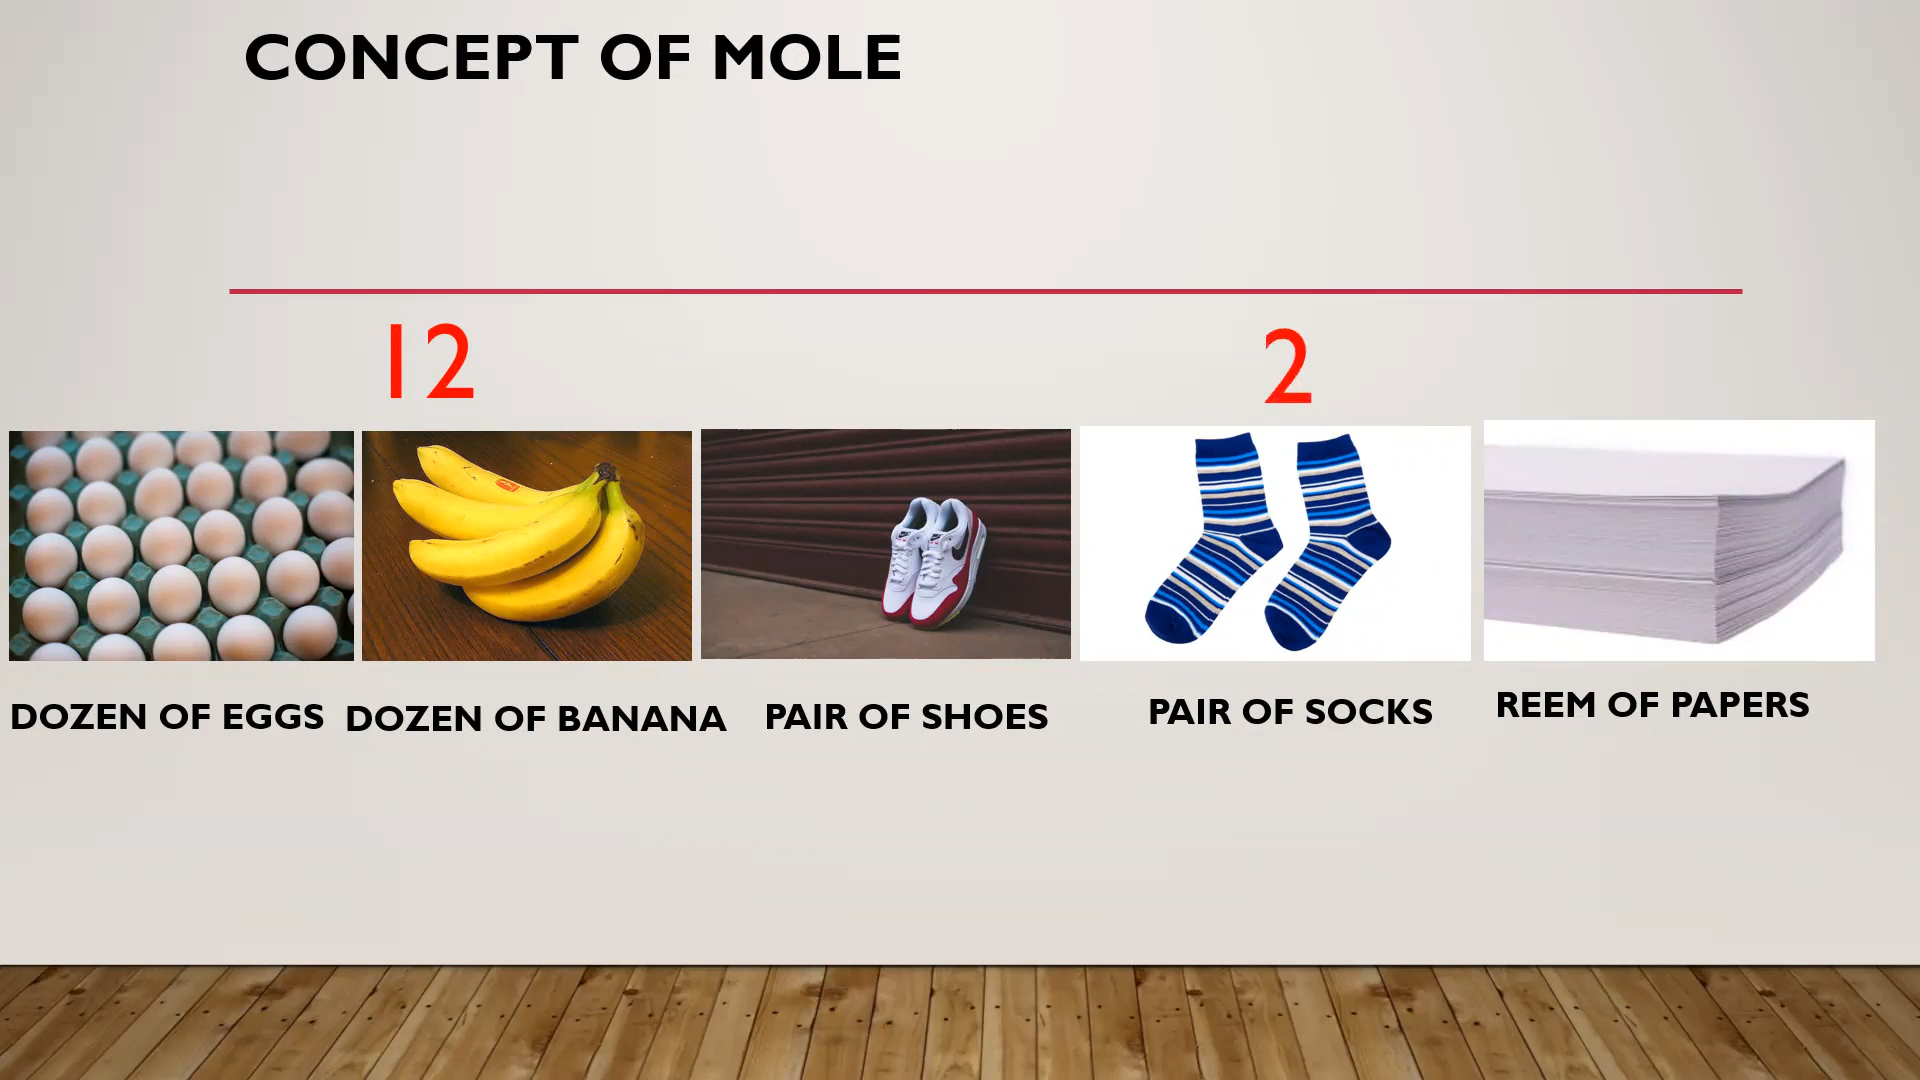 CONCEPT OF MOLE
12
2
DOZEN OF EGGS
DOZEN OF BANANA
PAIR OF SHOES
PAIR OF SOCKS
REEM OF PAPERS